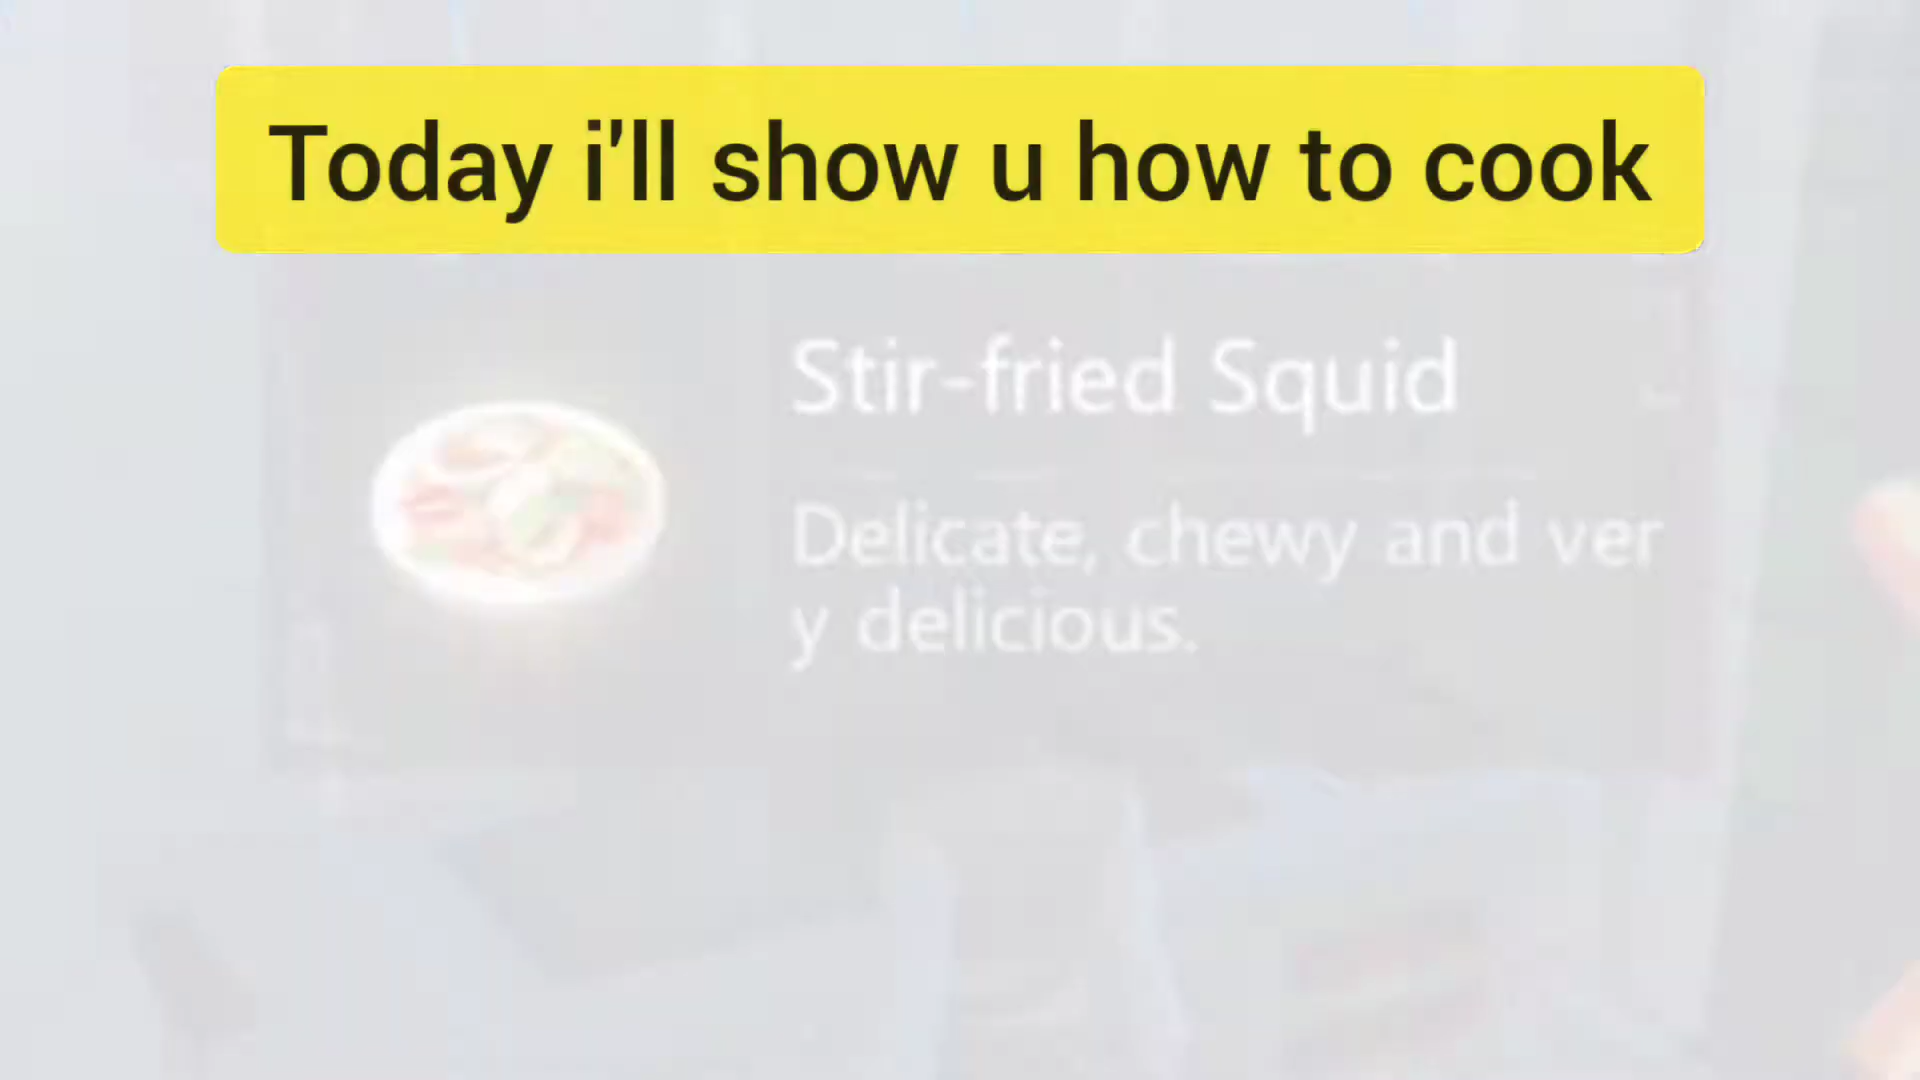 Today i'll show u how to cook
Stir-fried Squid
Delicate, chewy and ver
y delicious.